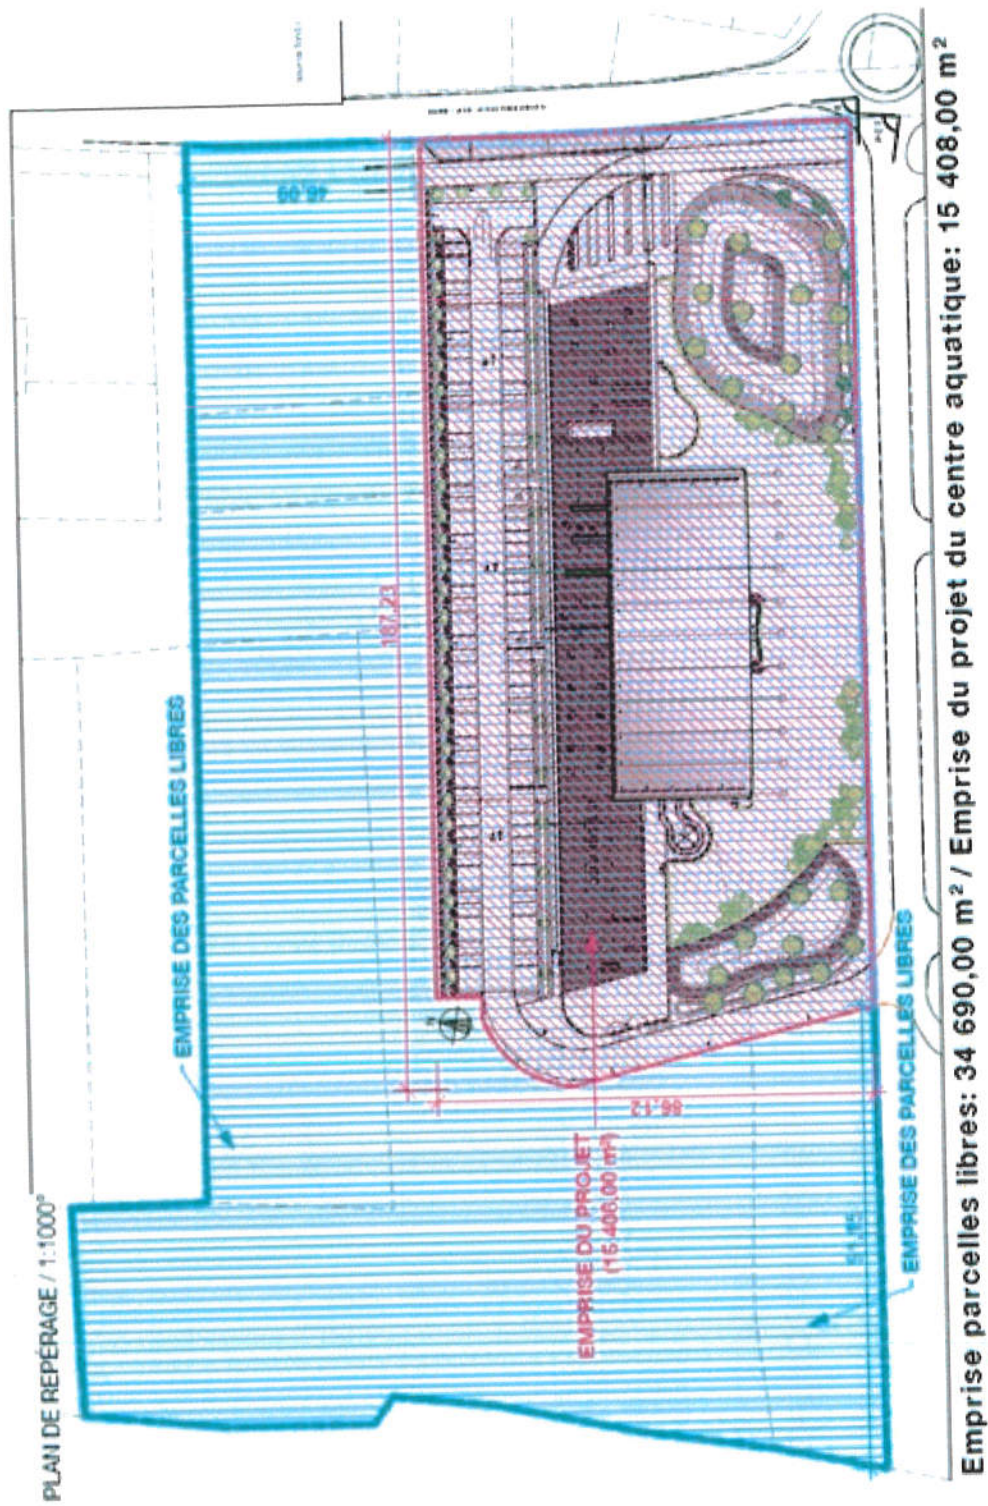 PLAN DE REPÉRAGE / 1:1000°
EMPRISE DES PARCELLES LIBRES
46,09
187,23
86,12
EMPRISE DU PROJET
(15 408,00 m²)
EMPRISE DES PARCELLES LIBRES
Emprise parcelles libres: 34 690,00 m² / Emprise du projet du centre aquatique: 15 408,00 m²